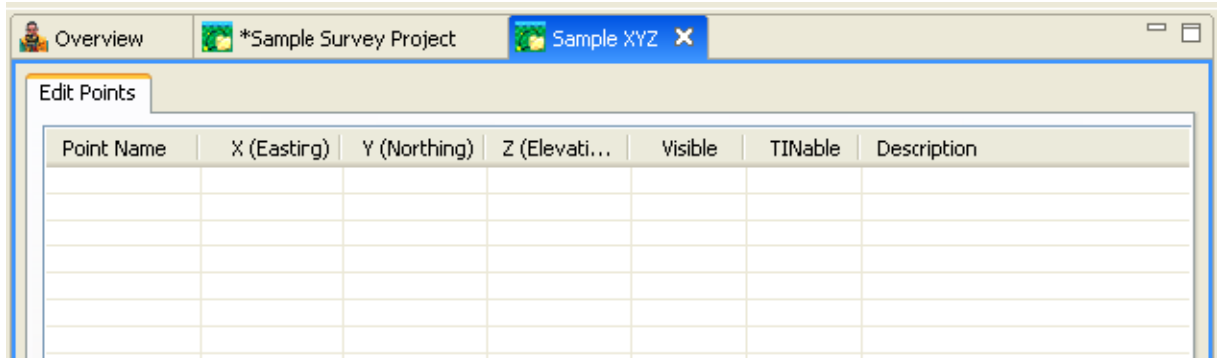 Overview *Sample Survey Project Sample XYZ
Edit Points
Point Name X (Easting) Y (Northing) Z (Elevati... Visible TINable Description